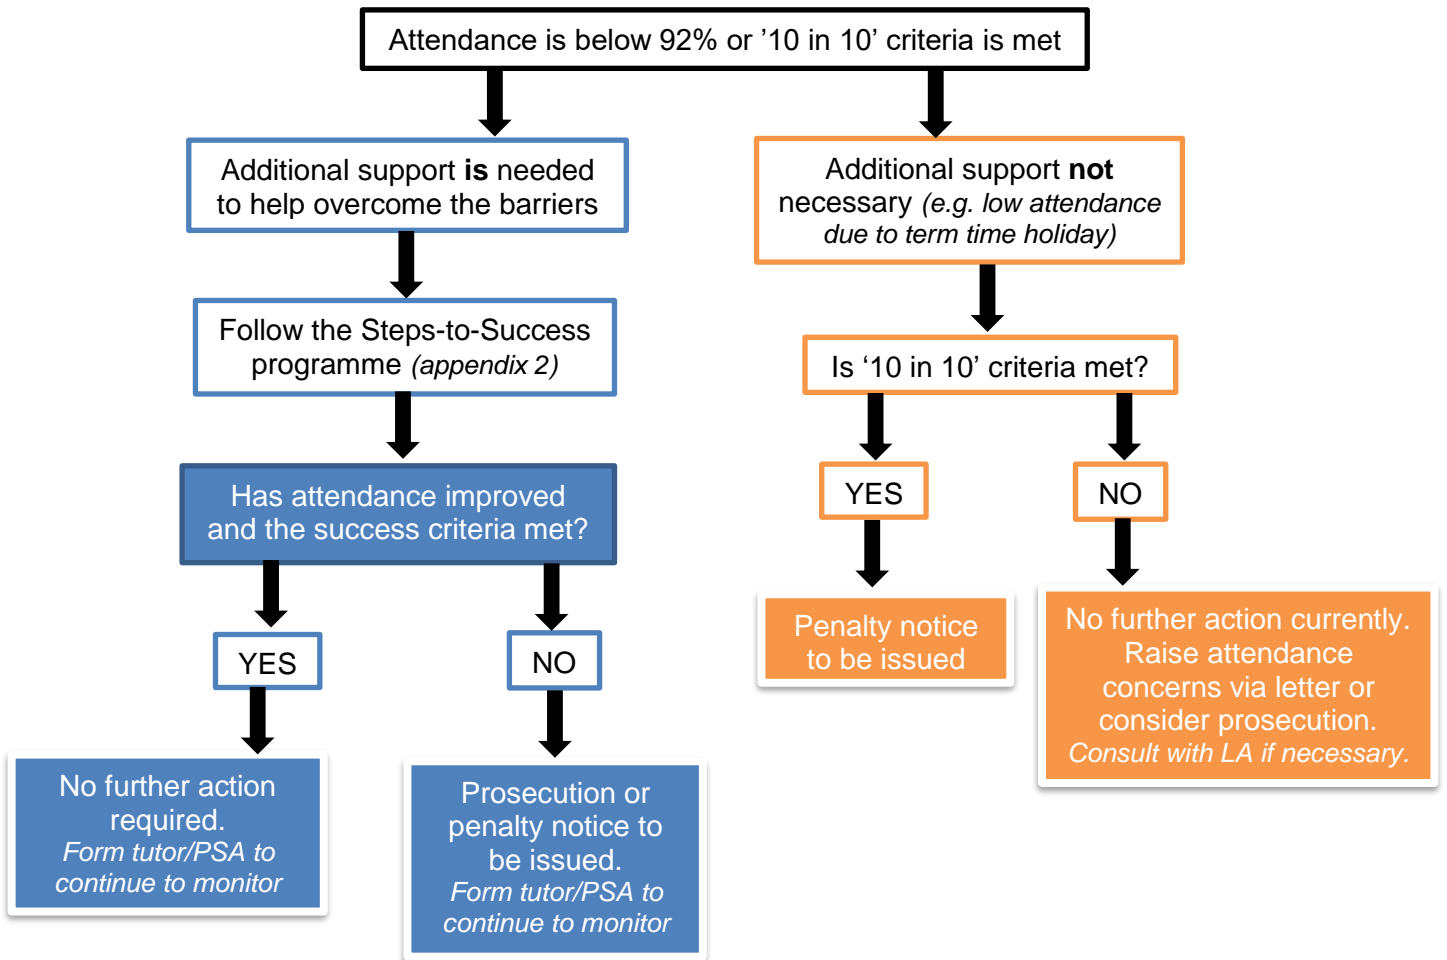 Attendance is below 92% or ’10 in 10’ criteria is met
Additional support is needed
to help overcome the barriers
Additional support not
necessary (e.g. low attendance
due to term time holiday)
Follow the Steps-to-Success
programme (appendix 2)
Is ‘10 in 10’ criteria met?
Has attendance improved
and the success criteria met?
YES
NO
YES
NO
Penalty notice
to be issued
No further action currently.
Raise attendance
concerns via letter or
consider prosecution.
Consult with LA if necessary.
No further action
required.
Form tutor/PSA to
continue to monitor
Prosecution or
penalty notice to
be issued.
Form tutor/PSA to
continue to monitor